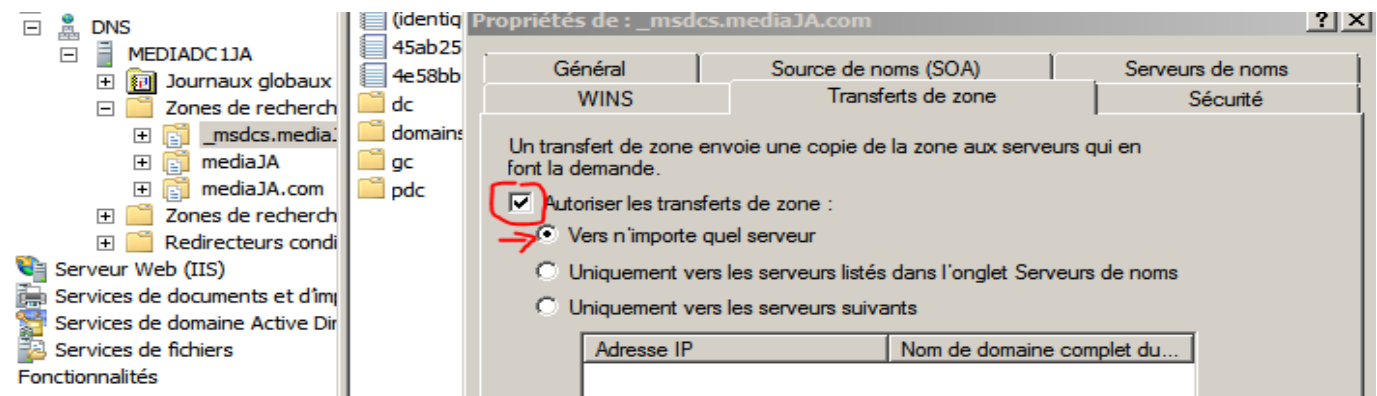 DNS
MEDIADC1JA
Journaux globaux
Zones de recherch
_msdcs.media
mediaJA
mediaJA.com
Zones de recherch
Redirecteurs condi
Serveur Web (IIS)
Services de documents et d'im
Services de domaine Active Dir
Services de fichiers
Fonctionnalités
(identiq
45ab25
4e58bb
dc
domains
gc
pdc
Propriétés de : _msdcs.mediaJA.com
Général Source de noms (SOA) Serveurs de noms
WINS Transferts de zone Sécurité
Un transfert de zone envoie une copie de la zone aux serveurs qui en
font la demande.
Autoriser les transferts de zone :
Vers n'importe quel serveur
Uniquement vers les serveurs listés dans l'onglet Serveurs de noms
Uniquement vers les serveurs suivants
Adresse IP Nom de domaine complet du...